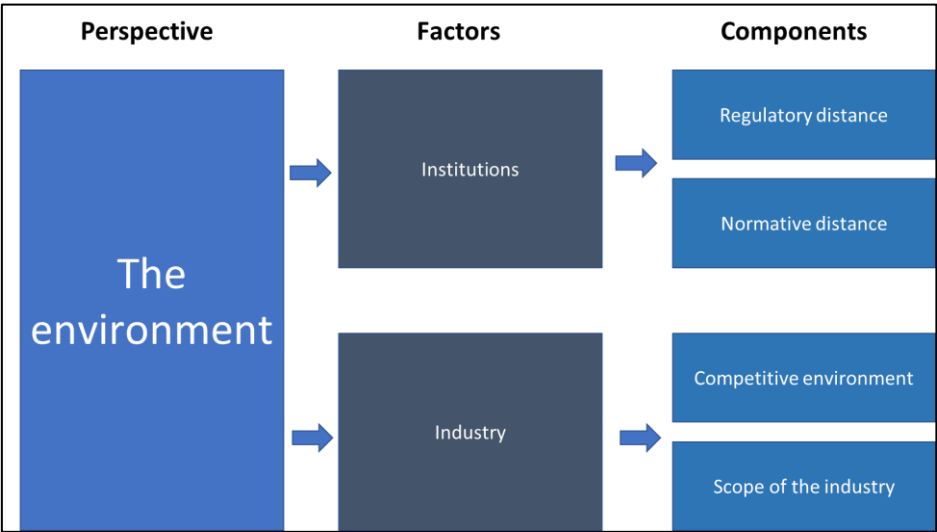 Perspective
Factors
Components
The
environment
Institutions
Regulatory distance
Normative distance
Industry
Competitive environment
Scope of the industry